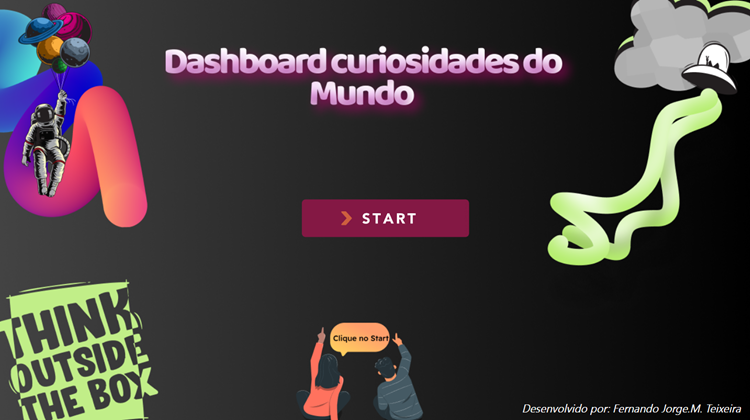 Dashboard curiosidades do
Mundo
START
THINK
OUTSIDE
THE BOX
Clique no Start
Desenvolvido por: Fernando Jorge.M. Teixeira